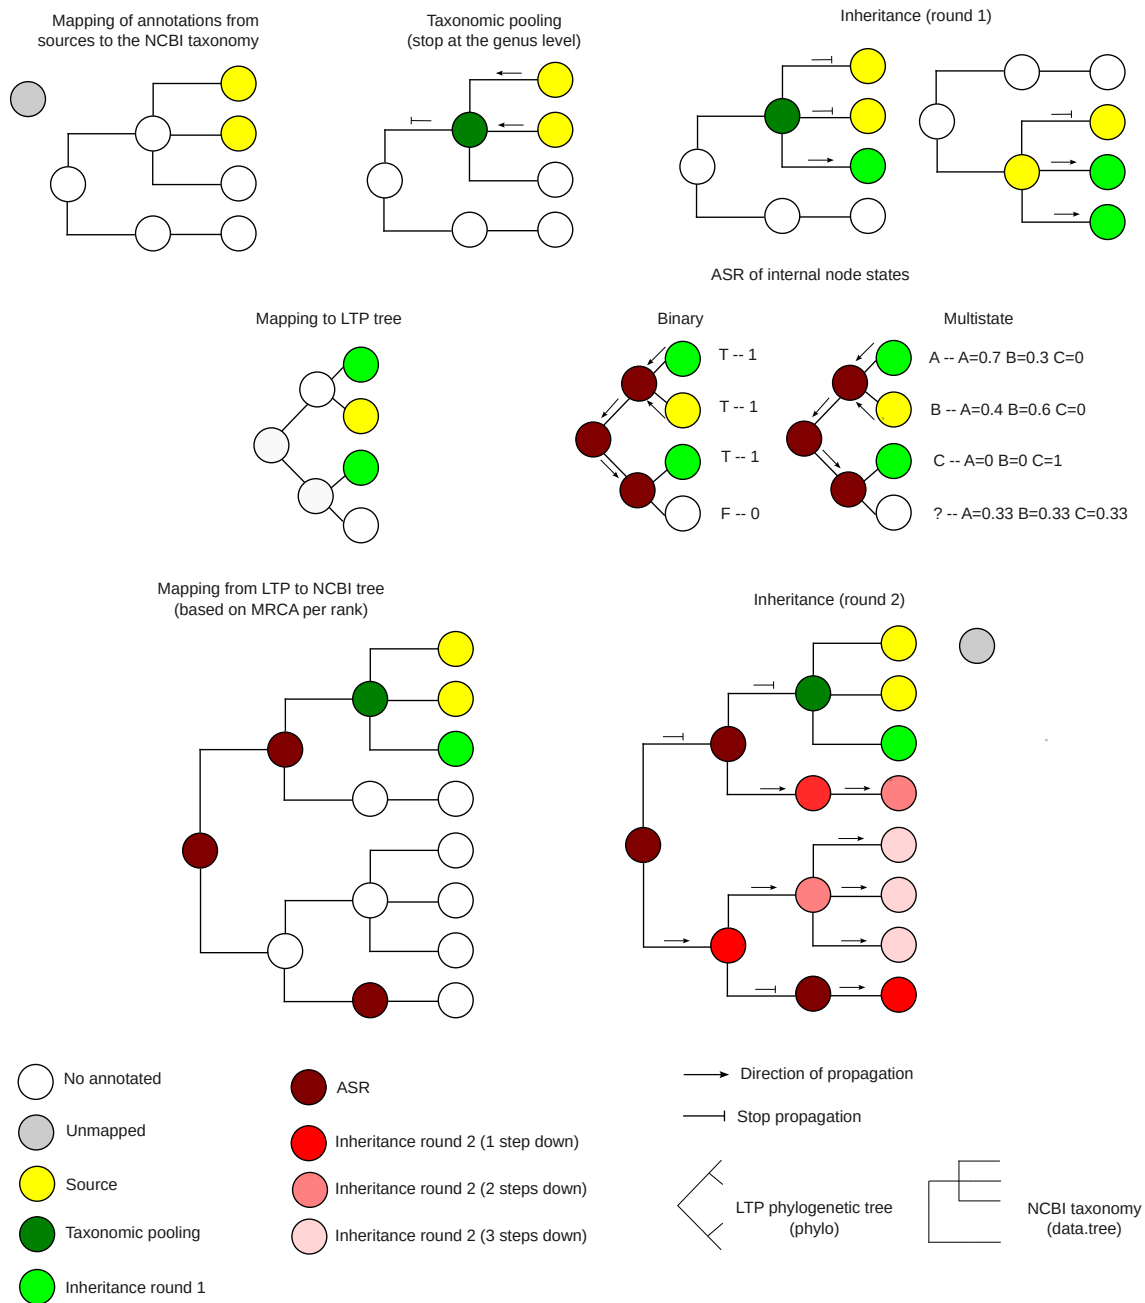 Mapping of annotations from
sources to the NCBI taxonomy
Taxonomic pooling
(stop at the genus level)
Inheritance (round 1)
ASR of internal node states
Mapping to LTP tree
Binary
Multistate
T -- 1
T -- 1
T -- 1
F -- 0
A -- A=0.7 B=0.3 C=0
B -- A=0.4 B=0.6 C=0
C -- A=0 B=0 C=1
? -- A=0.33 B=0.33 C=0.33
Mapping from LTP to NCBI tree
(based on MRCA per rank)
Inheritance (round 2)
No annotated
Unmapped
Source
Taxonomic pooling
Inheritance round 1
ASR
Inheritance round 2 (1 step down)
Inheritance round 2 (2 steps down)
Inheritance round 2 (3 steps down)
Direction of propagation
Stop propagation
LTP phylogenetic tree
(phylo)
NCBI taxonomy
(data.tree)